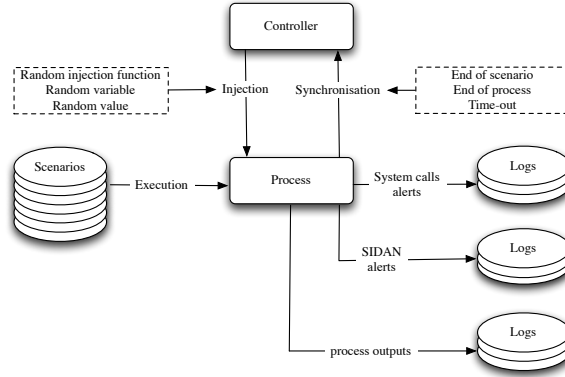 Controller
Random injection function
Random variable
Random value
Injection
Synchronisation
End of scenario
End of process
Time-out
Scenarios
Execution
Process
System calls
alerts
Logs
SIDAN
alerts
Logs
process outputs
Logs